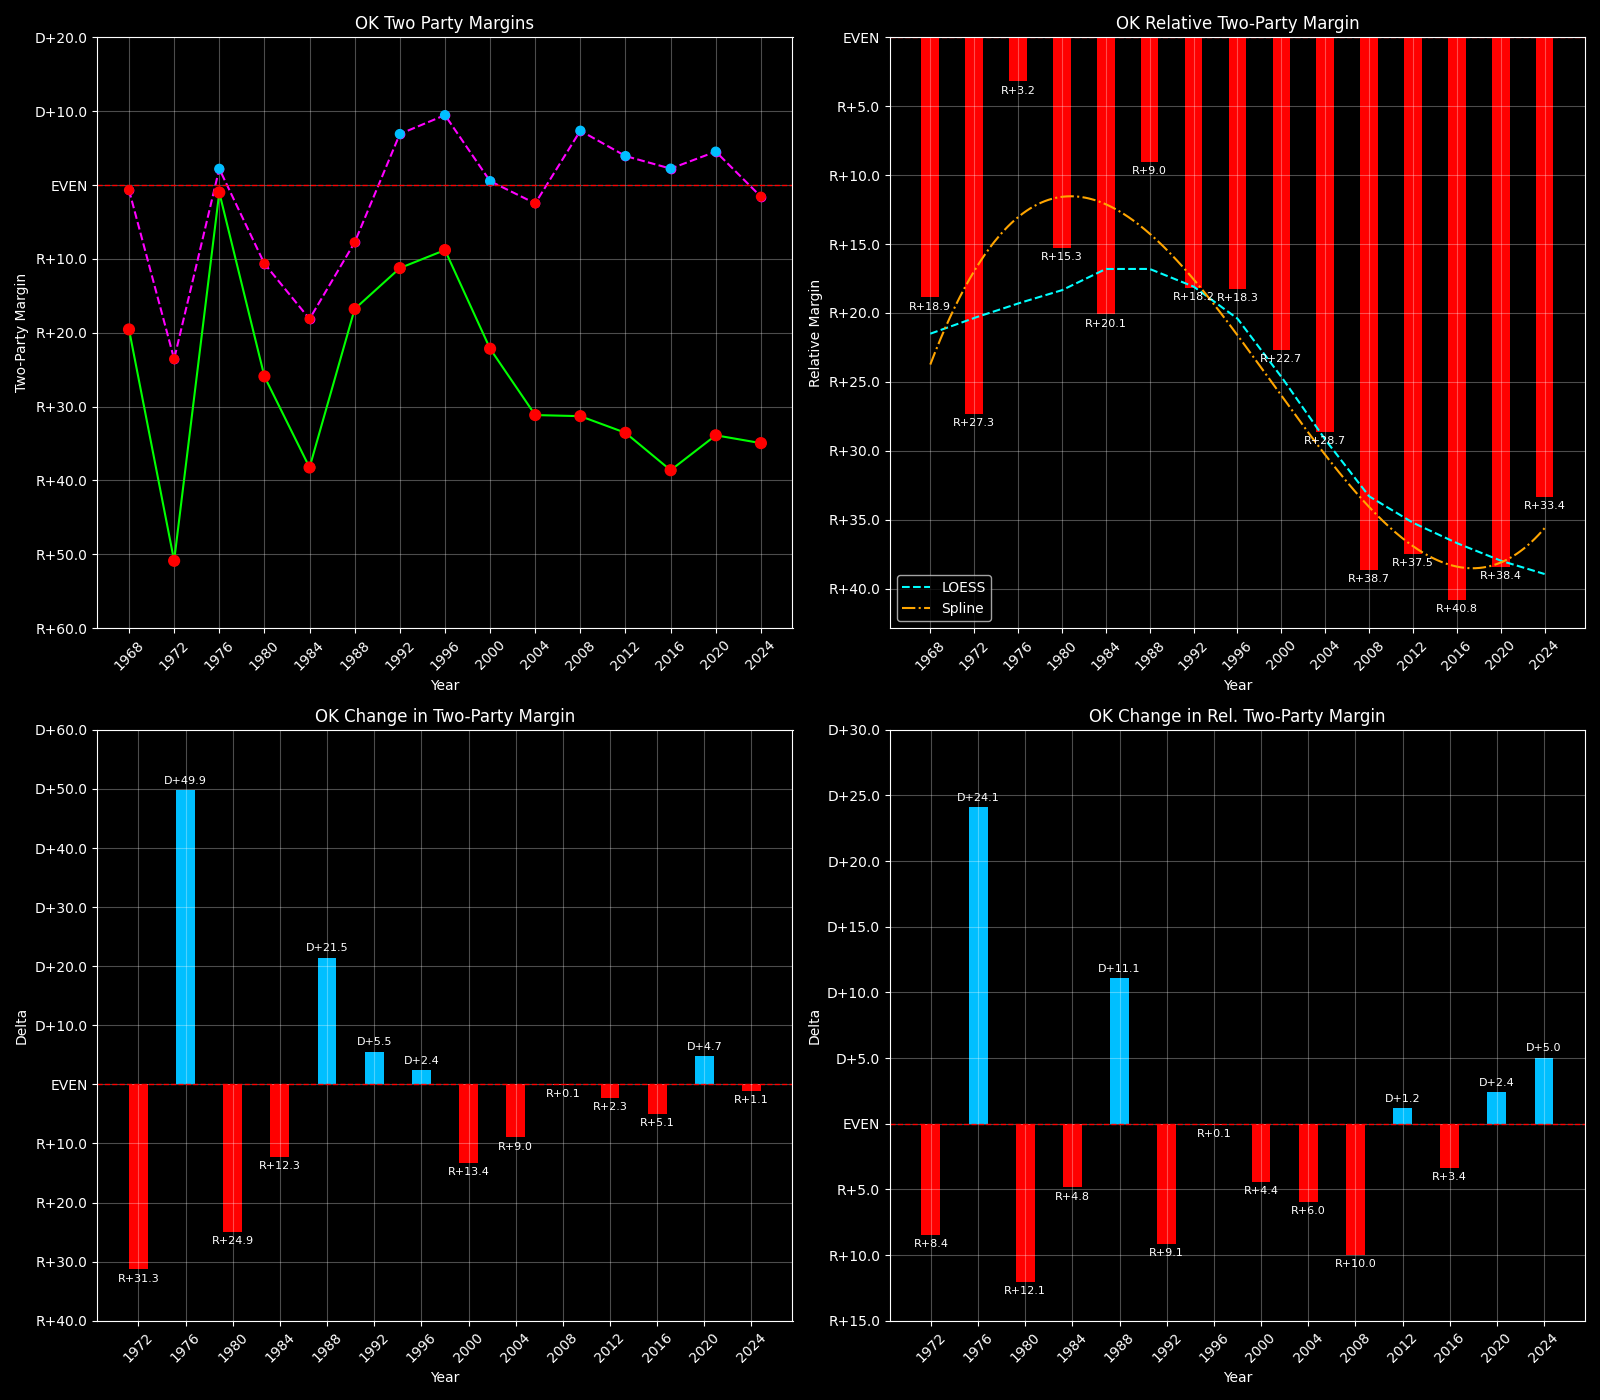 OK Two Party Margins
D+20.0
D+10.0
EVEN
R+10.0
R+20.0
R+30.0
R+40.0
R+50.0
R+60.0
Two-Party Margin
1968 1972 1976 1980 1984 1988 1992 1996 2000 2004 2008 2012 2016 2020 2024
Year
OK Relative Two-Party Margin
EVEN
R+5.0
R+10.0
R+15.0
R+20.0
R+25.0
R+30.0
R+35.0
R+40.0
Relative Margin
R+18.9 R+27.3 R+3.2 R+15.3 R+20.1 R+9.0 R+18.2 R+18.3 R+22.7 R+28.7 R+38.7 R+37.5 R+40.8 R+38.4 R+33.4
LOESS
Spline
1968 1972 1976 1980 1984 1988 1992 1996 2000 2004 2008 2012 2016 2020 2024
Year
OK Change in Two-Party Margin
D+60.0
D+50.0
D+40.0
D+30.0
D+20.0
D+10.0
EVEN
R+10.0
R+20.0
R+30.0
R+40.0
Delta
R+31.3 D+49.9 R+24.9 R+12.3 D+21.5 D+5.5 D+2.4 R+13.4 R+9.0 R+0.1 R+2.3 R+5.1 D+4.7 R+1.1
1972 1976 1980 1984 1988 1992 1996 2000 2004 2008 2012 2016 2020 2024
Year
OK Change in Rel. Two-Party Margin
D+30.0
D+25.0
D+20.0
D+15.0
D+10.0
D+5.0
EVEN
R+5.0
R+10.0
R+15.0
Delta
R+8.4 D+24.1 R+12.1 R+4.8 D+11.1 R+9.1 R+0.1 R+4.4 R+6.0 R+10.0 D+1.2 R+3.4 D+2.4 D+5.0
1972 1976 1980 1984 1988 1992 1996 2000 2004 2008 2012 2016 2020 2024
Year